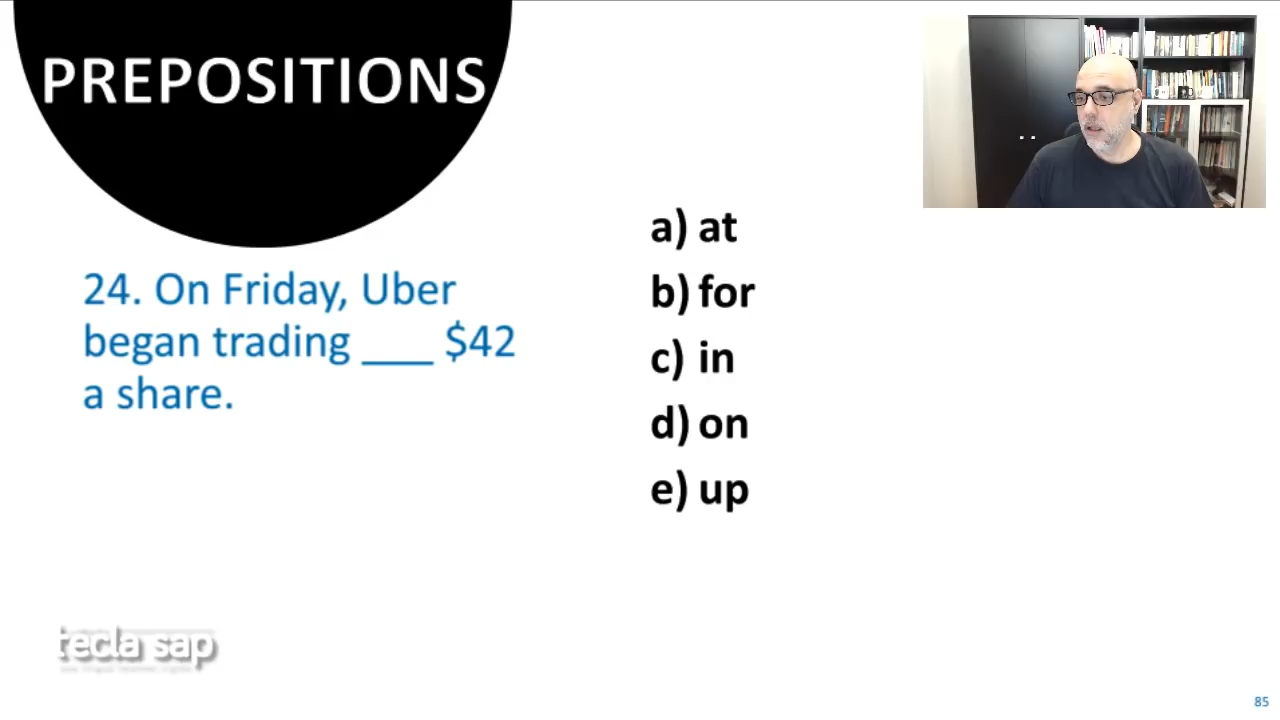 PREPOSITIONS
24. On Friday, Uber
began trading ___ $42
a share.
a) at
b) for
c) in
d) on
e) up
tecla sap
85